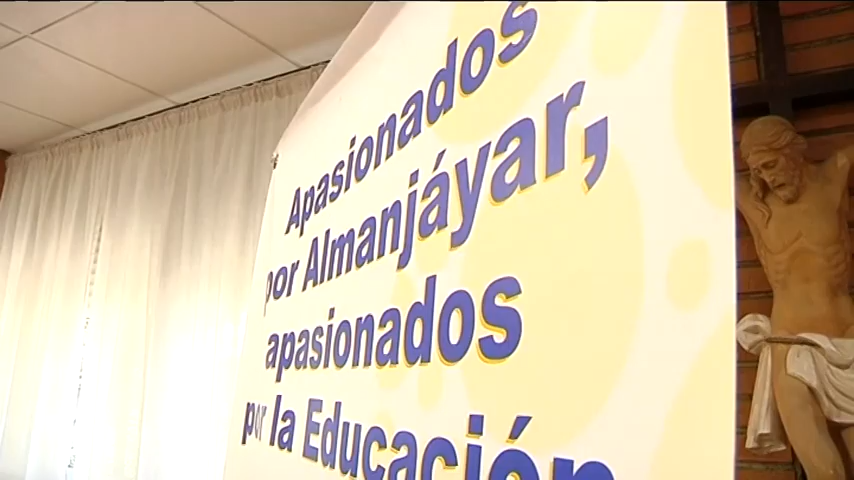 Apasionados
por Almanjáyar,
apasionados
por la Educación